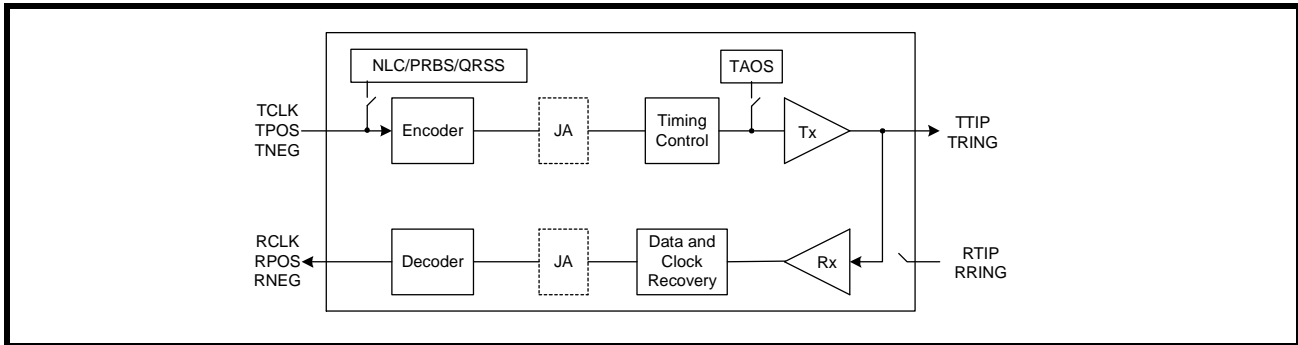 NLC/PRBS/QRSS
TAOS
TCLK
TPOS
TNEG
Encoder
JA
Timing
Control
Tx
TTIP
TRING
RCLK
RPOS
RNEG
Decoder
JA
Data and
Clock
Recovery
Rx
RTIP
RRING